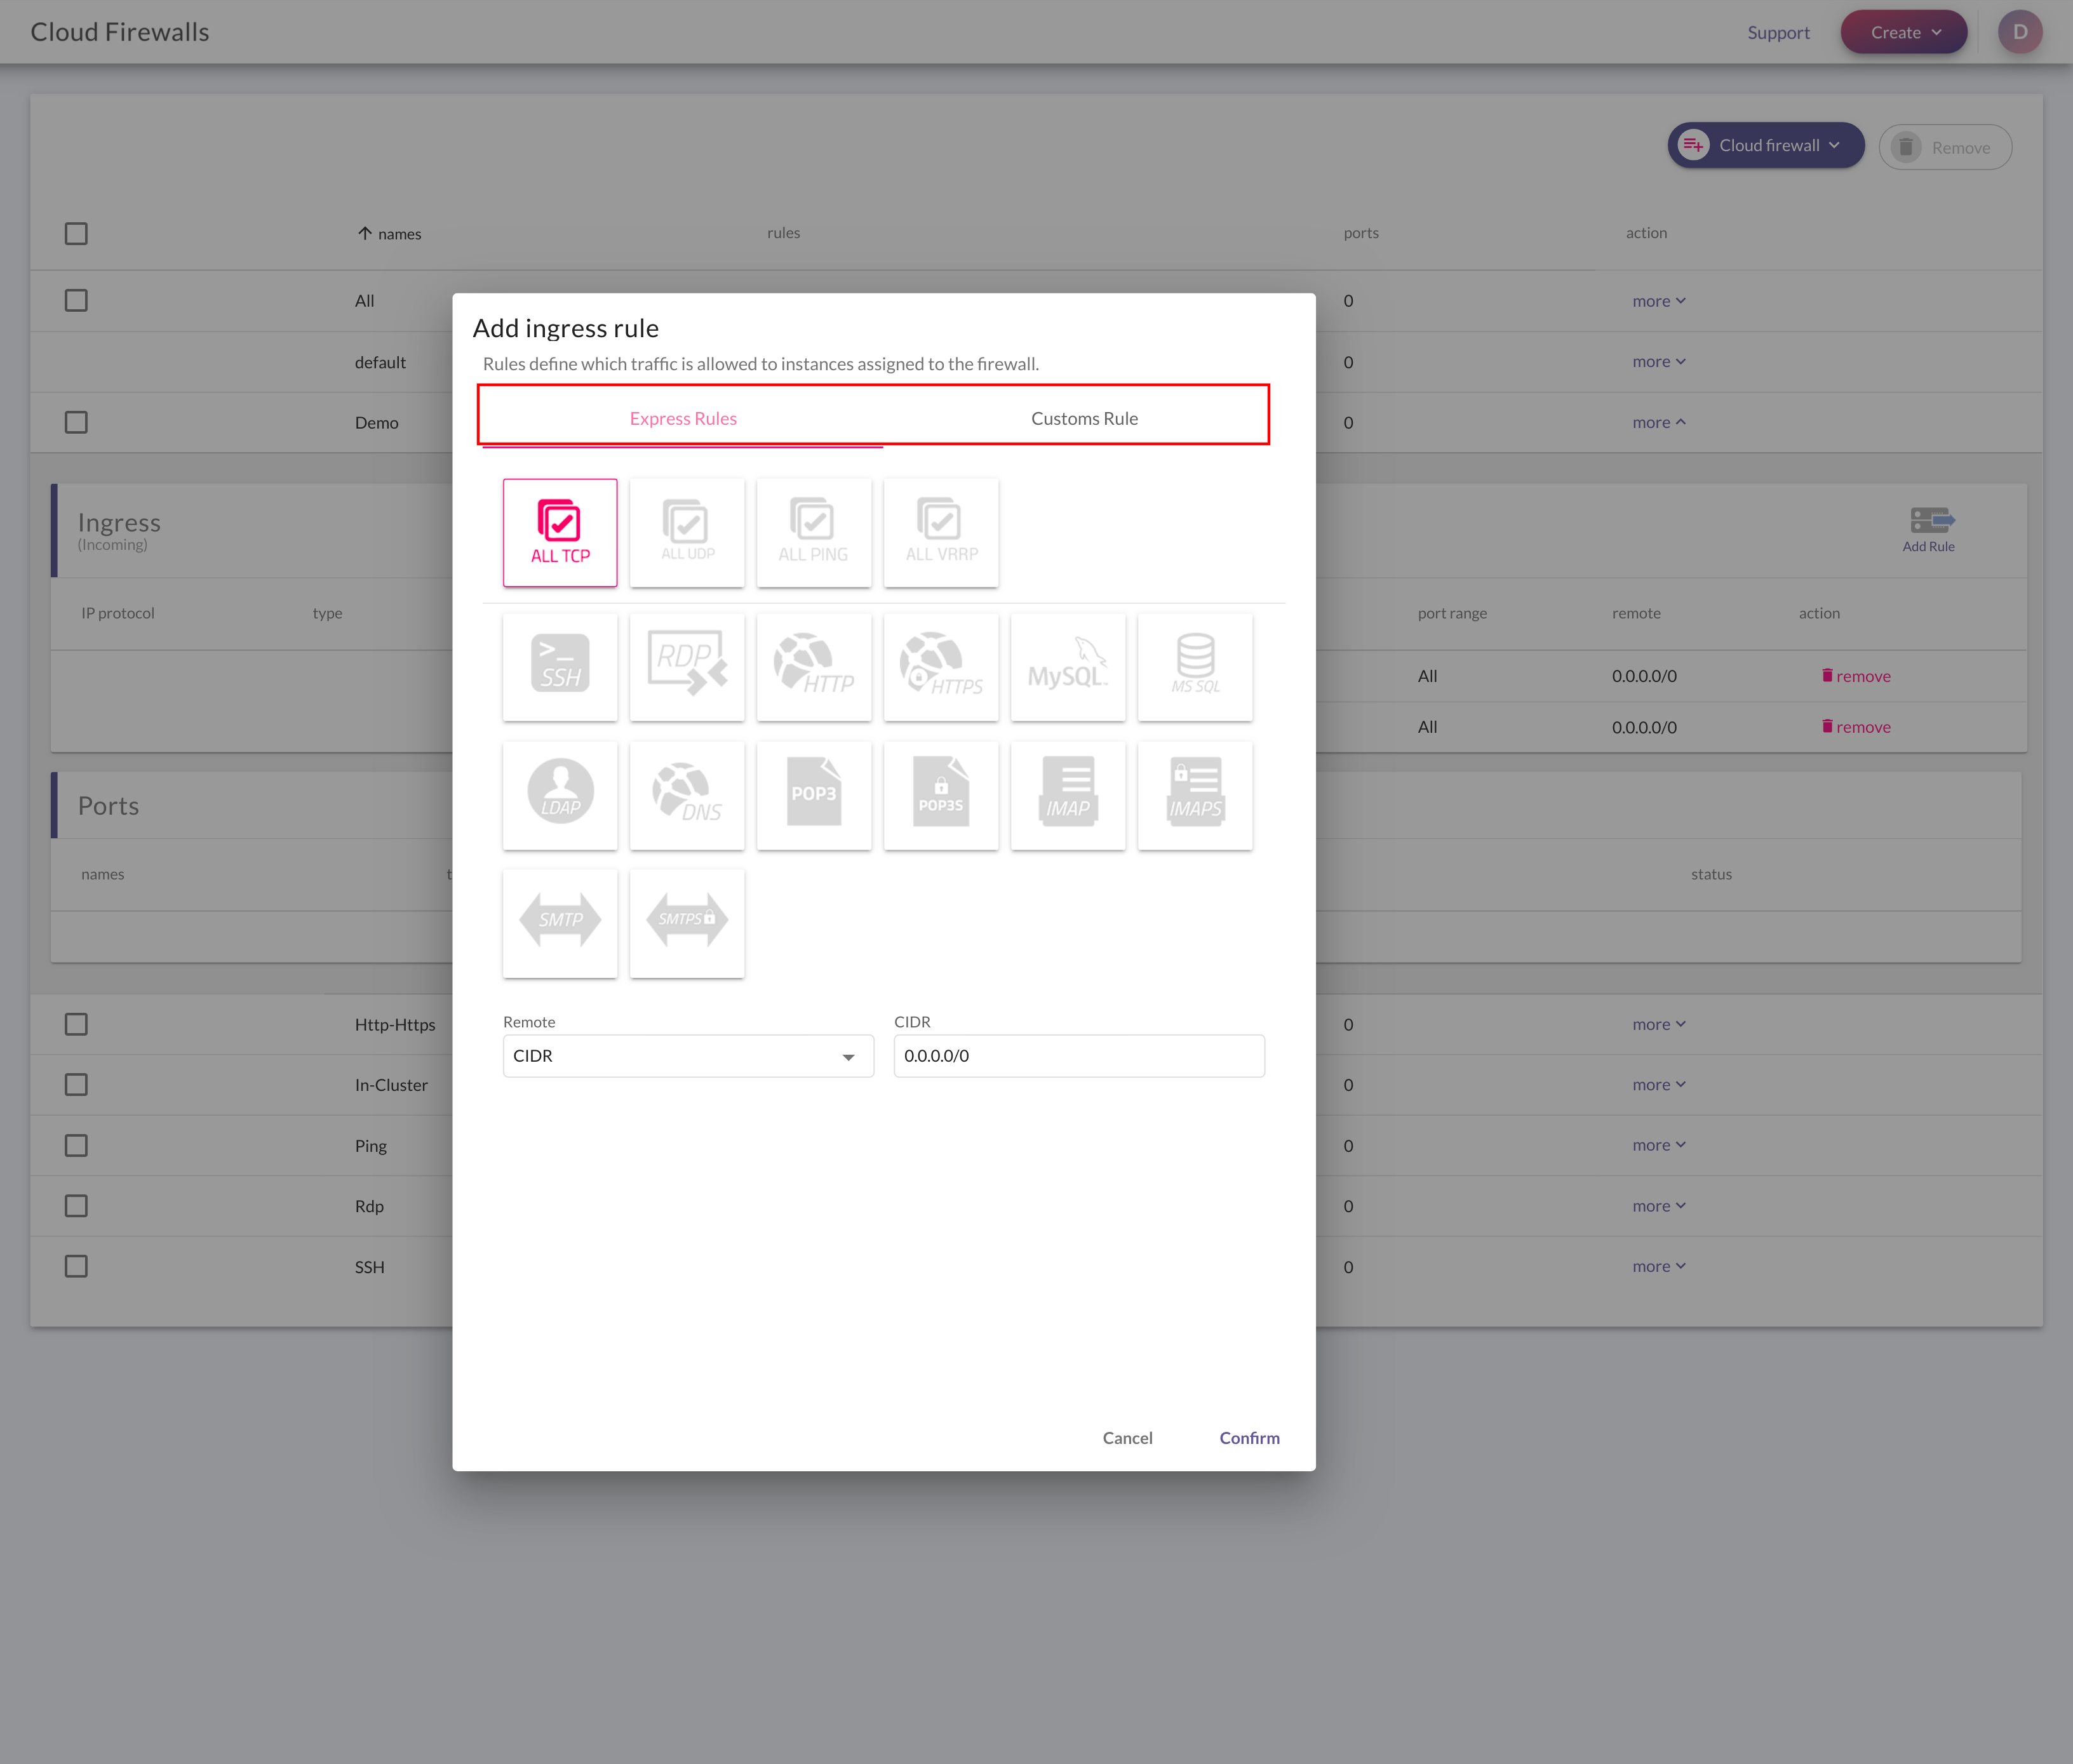 Cloud Firewalls
Support
Create
D
Cloud firewall
Remove
names
rules
ports
action
All
0
more
default
0
more
Demo
0
more
Ingress
(Incoming)
Add Rule
IP protocol
type
port range
remote
action
All
0.0.0.0/0
remove
All
0.0.0.0/0
remove
Ports
names
t
status
Http-Https
0
more
In-Cluster
0
more
Ping
0
more
Rdp
0
more
SSH
0
more
Add ingress rule
Rules define which traffic is allowed to instances assigned to the firewall.
Express Rules
Customs Rule
ALL TCP
ALL UDP
ALL PING
ALL VRRP
>_
SSH
RDP
HTTP
HTTPS
MySQL
MS SQL
LDAP
DNS
POP3
POP3S
IMAP
IMAPS
SMTP
SMTPS
Remote
CIDR
CIDR
0.0.0.0/0
Cancel
Confirm